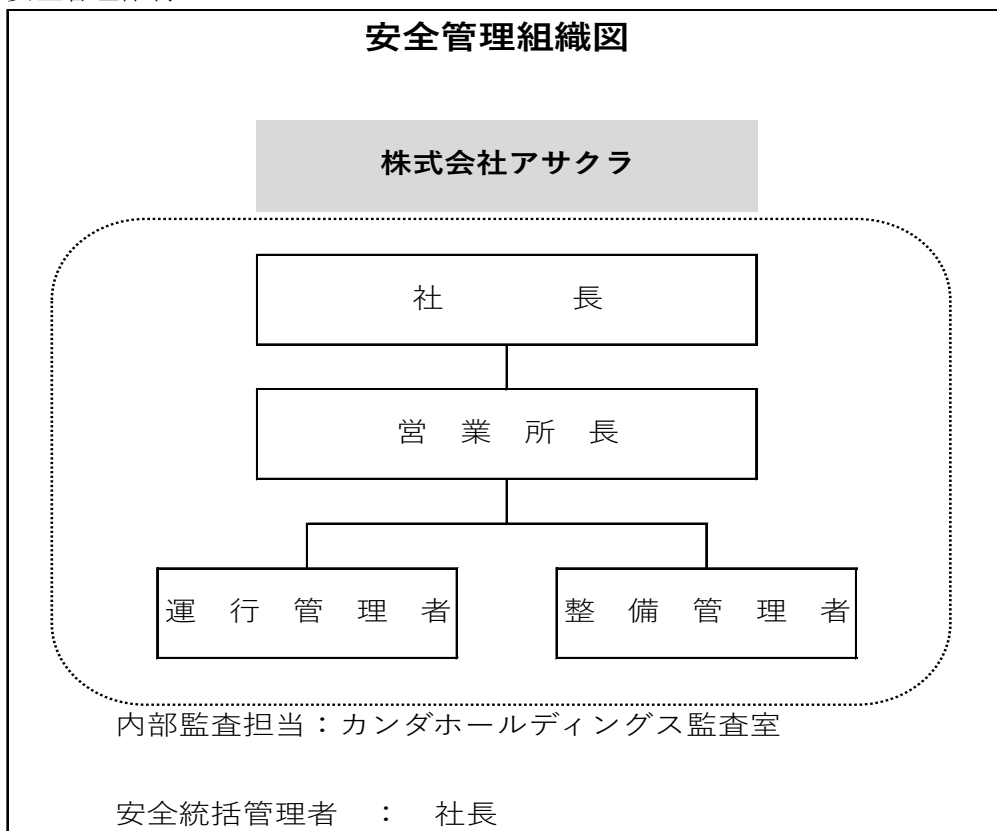 安全管理組織図
株式会社アサクラ
社長
営業所長
運行管理者
整備管理者
内部監査担当：カンダホールディングス監査室
安全統括管理者　：　社長